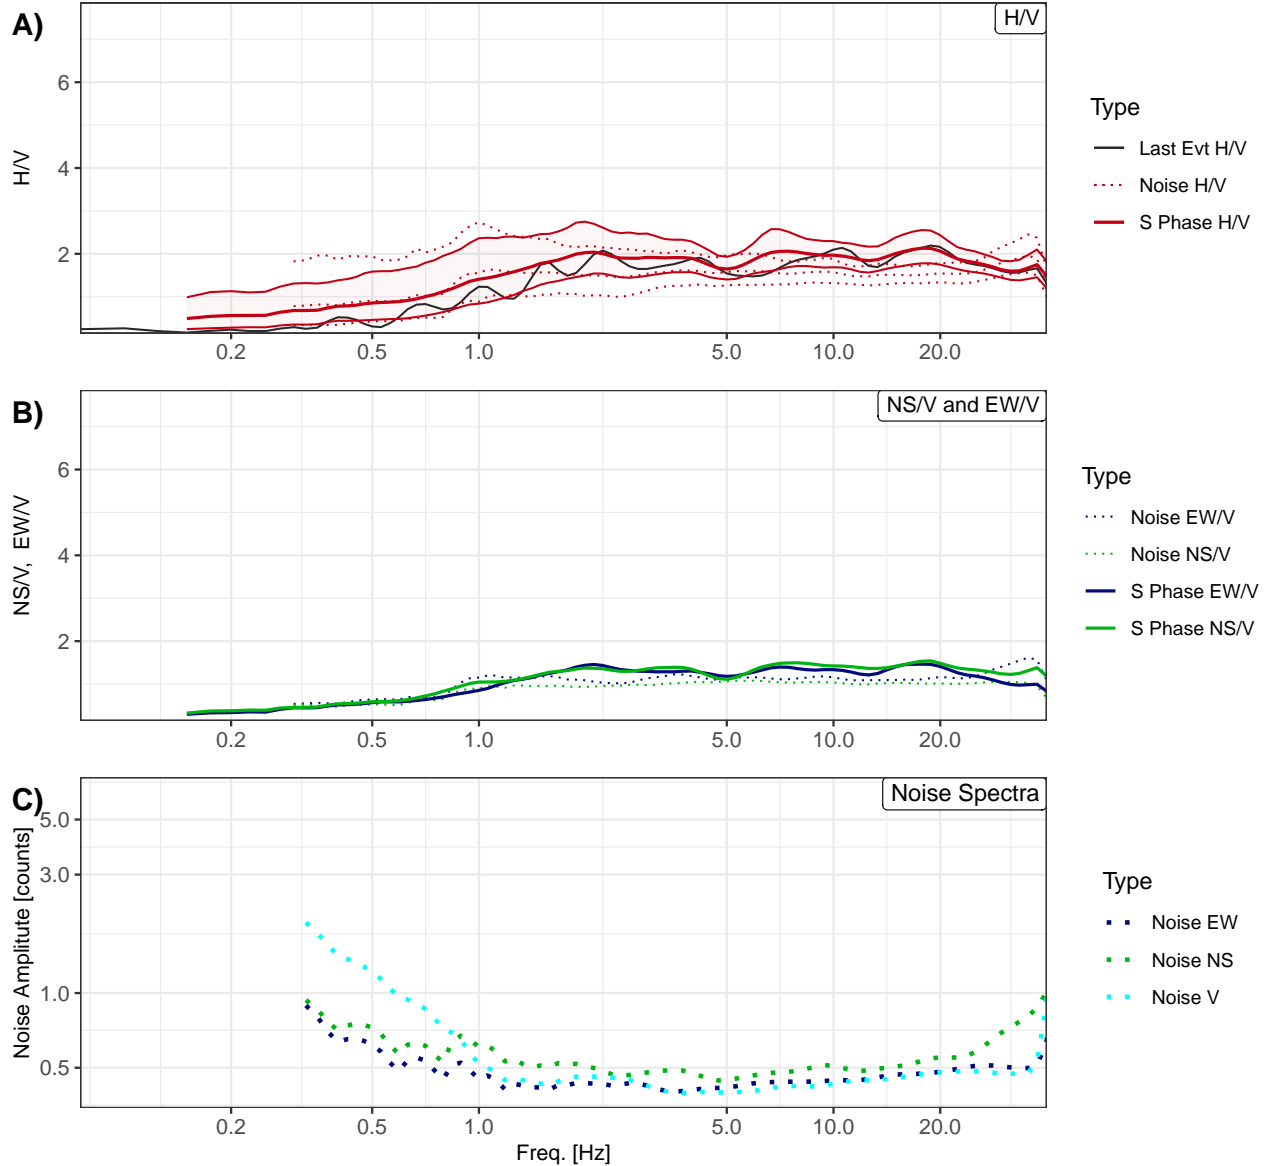 A)
H/V
6
4
2
H/V
0.2 0.5 1.0 5.0 10.0 20.0
Type
Last Evt H/V
Noise H/V
S Phase H/V
B)
NS/V and EW/V
6
4
2
NS/V, EW/V
0.2 0.5 1.0 5.0 10.0 20.0
Type
Noise EW/V
Noise NS/V
S Phase EW/V
S Phase NS/V
C)
Noise Spectra
5.0
3.0
1.0
0.5
Noise Amplitute [counts]
0.2 0.5 1.0 5.0 10.0 20.0
Freq. [Hz]
Type
Noise EW
Noise NS
Noise V